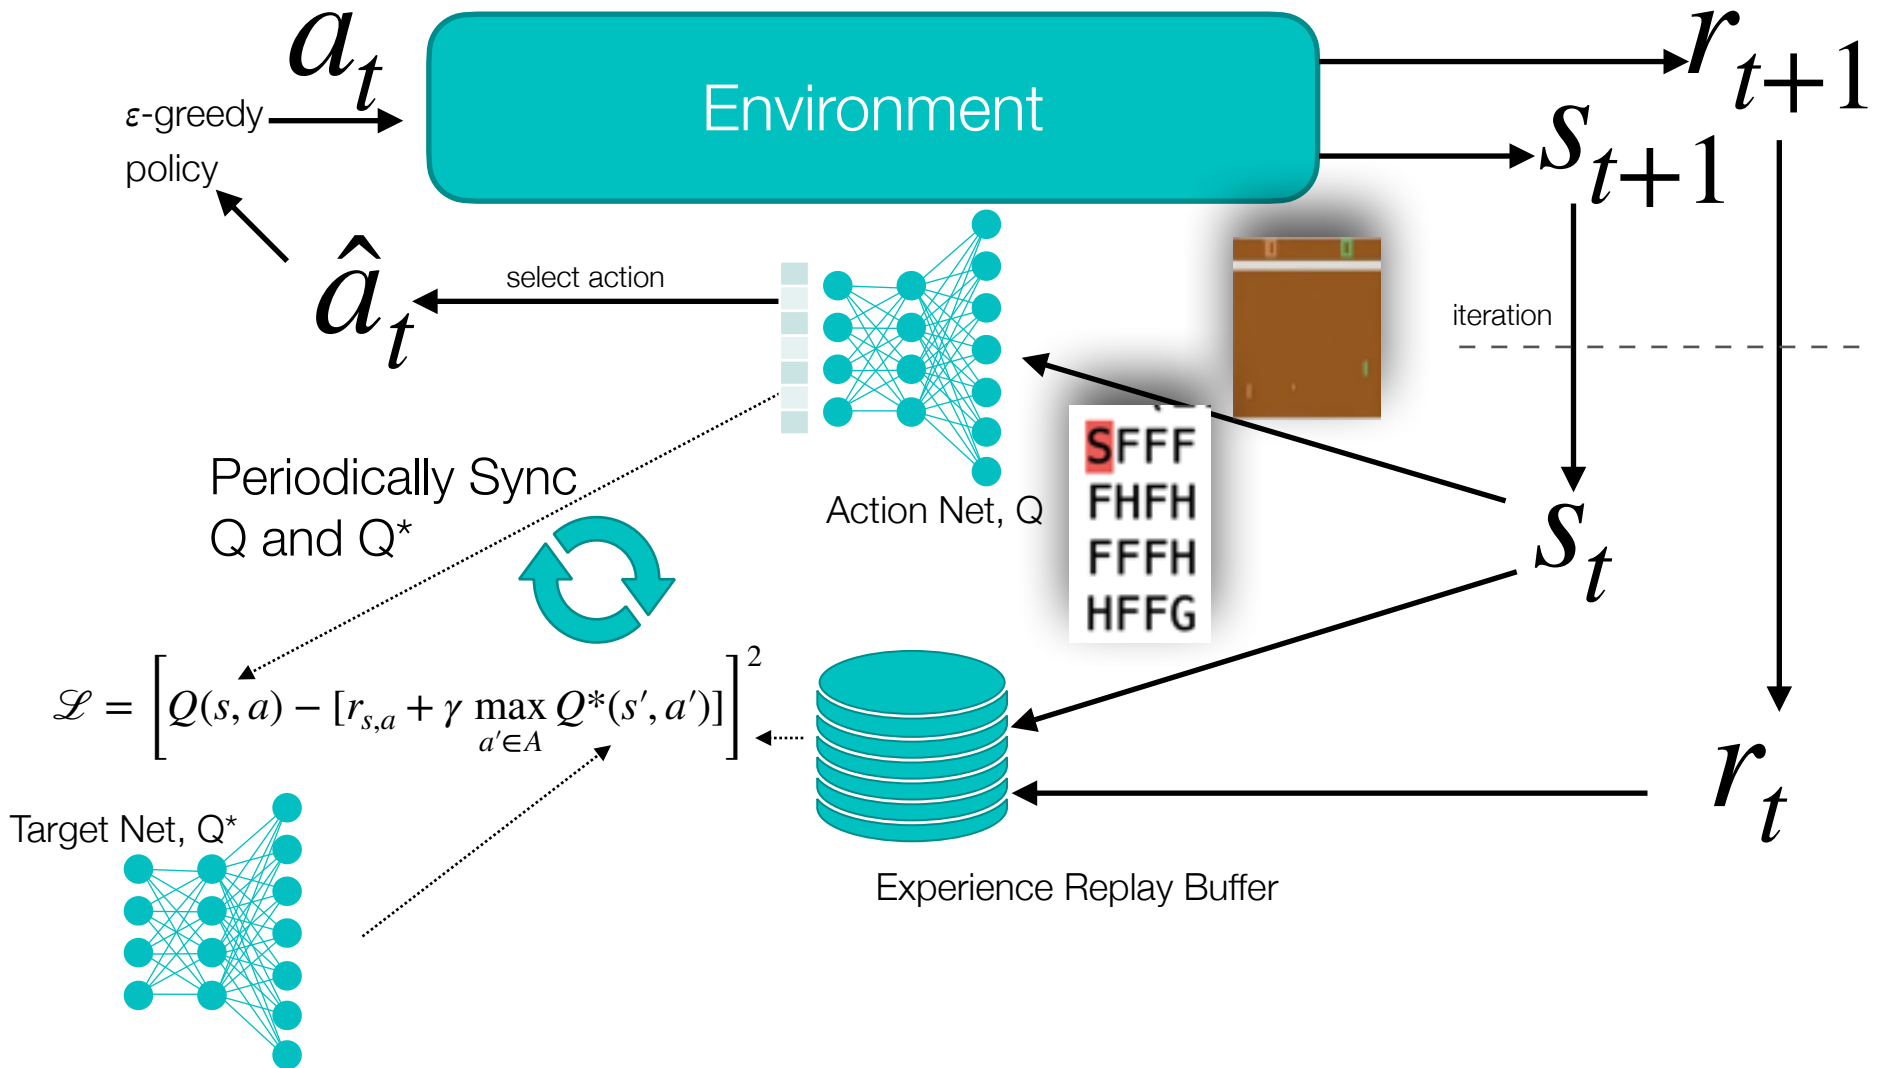 a_t
Environment
r_{t+1}
ε-greedy
policy
s_{t+1}
â_t
select action
iteration
SFFF
FHFH
FFFH
HFFG
Periodically Sync
Q and Q*
Action Net, Q
s_t
ℒ = [Q(s, a) − [r_{s,a} + γ max_{a′∈A} Q*(s′, a′)]]^2
r_t
Target Net, Q*
Experience Replay Buffer